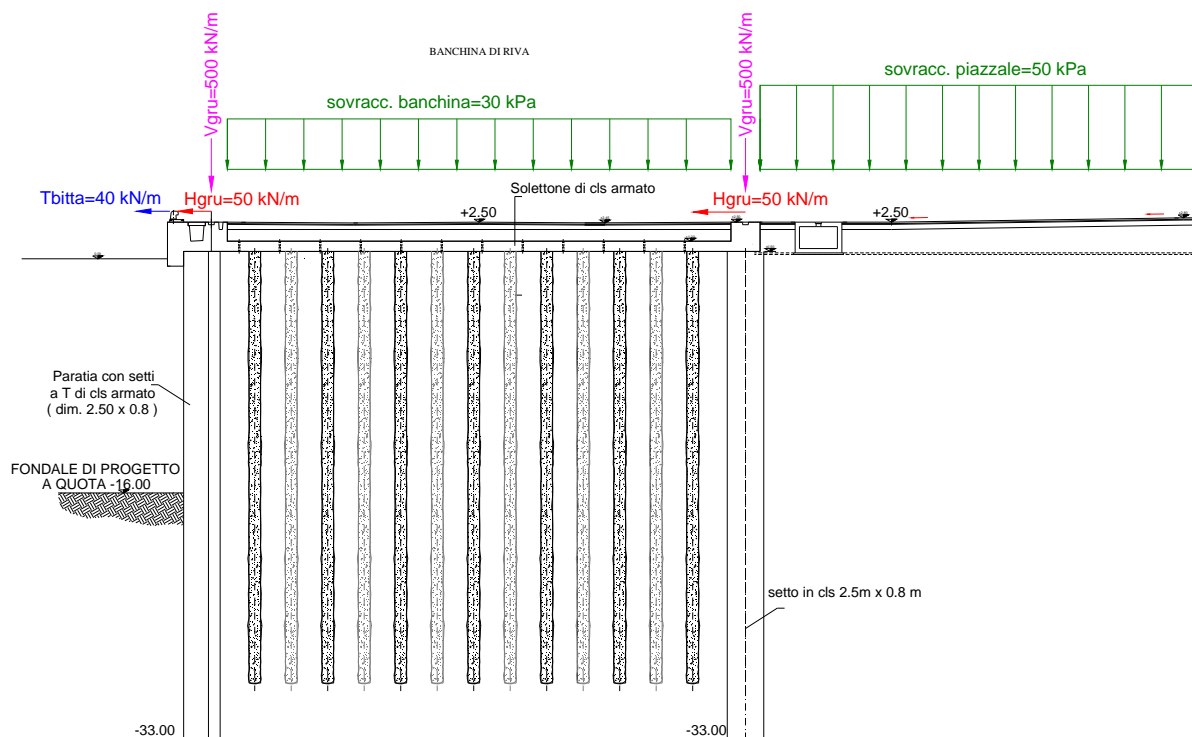 BANCHINA DI RIVA
Vgru=500 kN/m
Vgru=500 kN/m
sovracc. piazzale=50 kPa
sovracc. banchina=30 kPa
Tbitta=40 kN/m
Hgru=50 kN/m
Solettone di cls armato
Hgru=50 kN/m
+2.50
+2.50
Paratia con setti
a T di cls armato
( dim. 2.50 x 0.8 )
FONDALE DI PROGETTO
A QUOTA -16.00
setto in cls 2.5m x 0.8 m
-33.00
-33.00